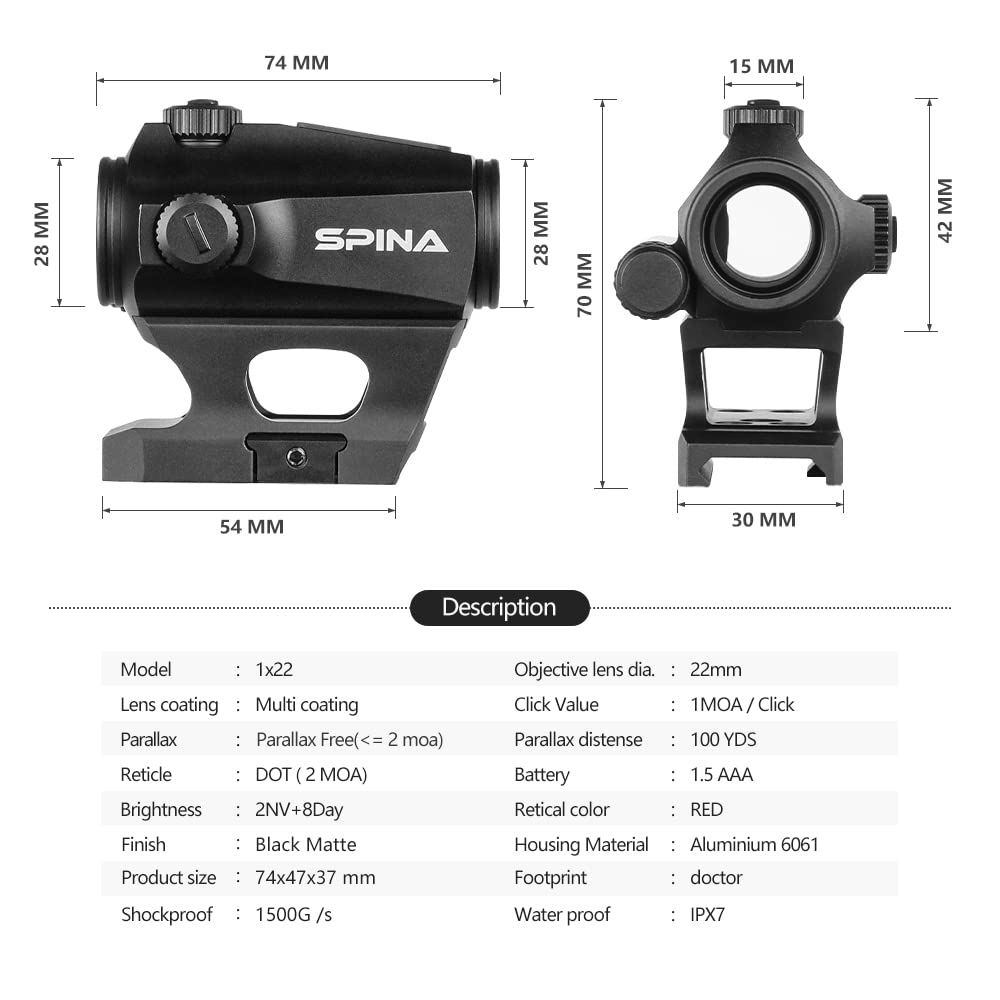 74 MM
15 MM
28 MM
SPINA
28 MM
70 MM
42 MM
54 MM
30 MM
Description
Model : 1x22 Objective lens dia. : 22mm
Lens coating : Multi coating Click Value : 1MOA / Click
Parallax : Parallax Free(<= 2 moa) Parallax distense : 100 YDS
Reticle : DOT ( 2 MOA) Battery : 1.5 AAA
Brightness : 2NV+8Day Retical color : RED
Finish : Black Matte Housing Material : Aluminium 6061
Product size : 74x47x37 mm Footprint : doctor
Shockproof : 1500G /s Water proof : IPX7